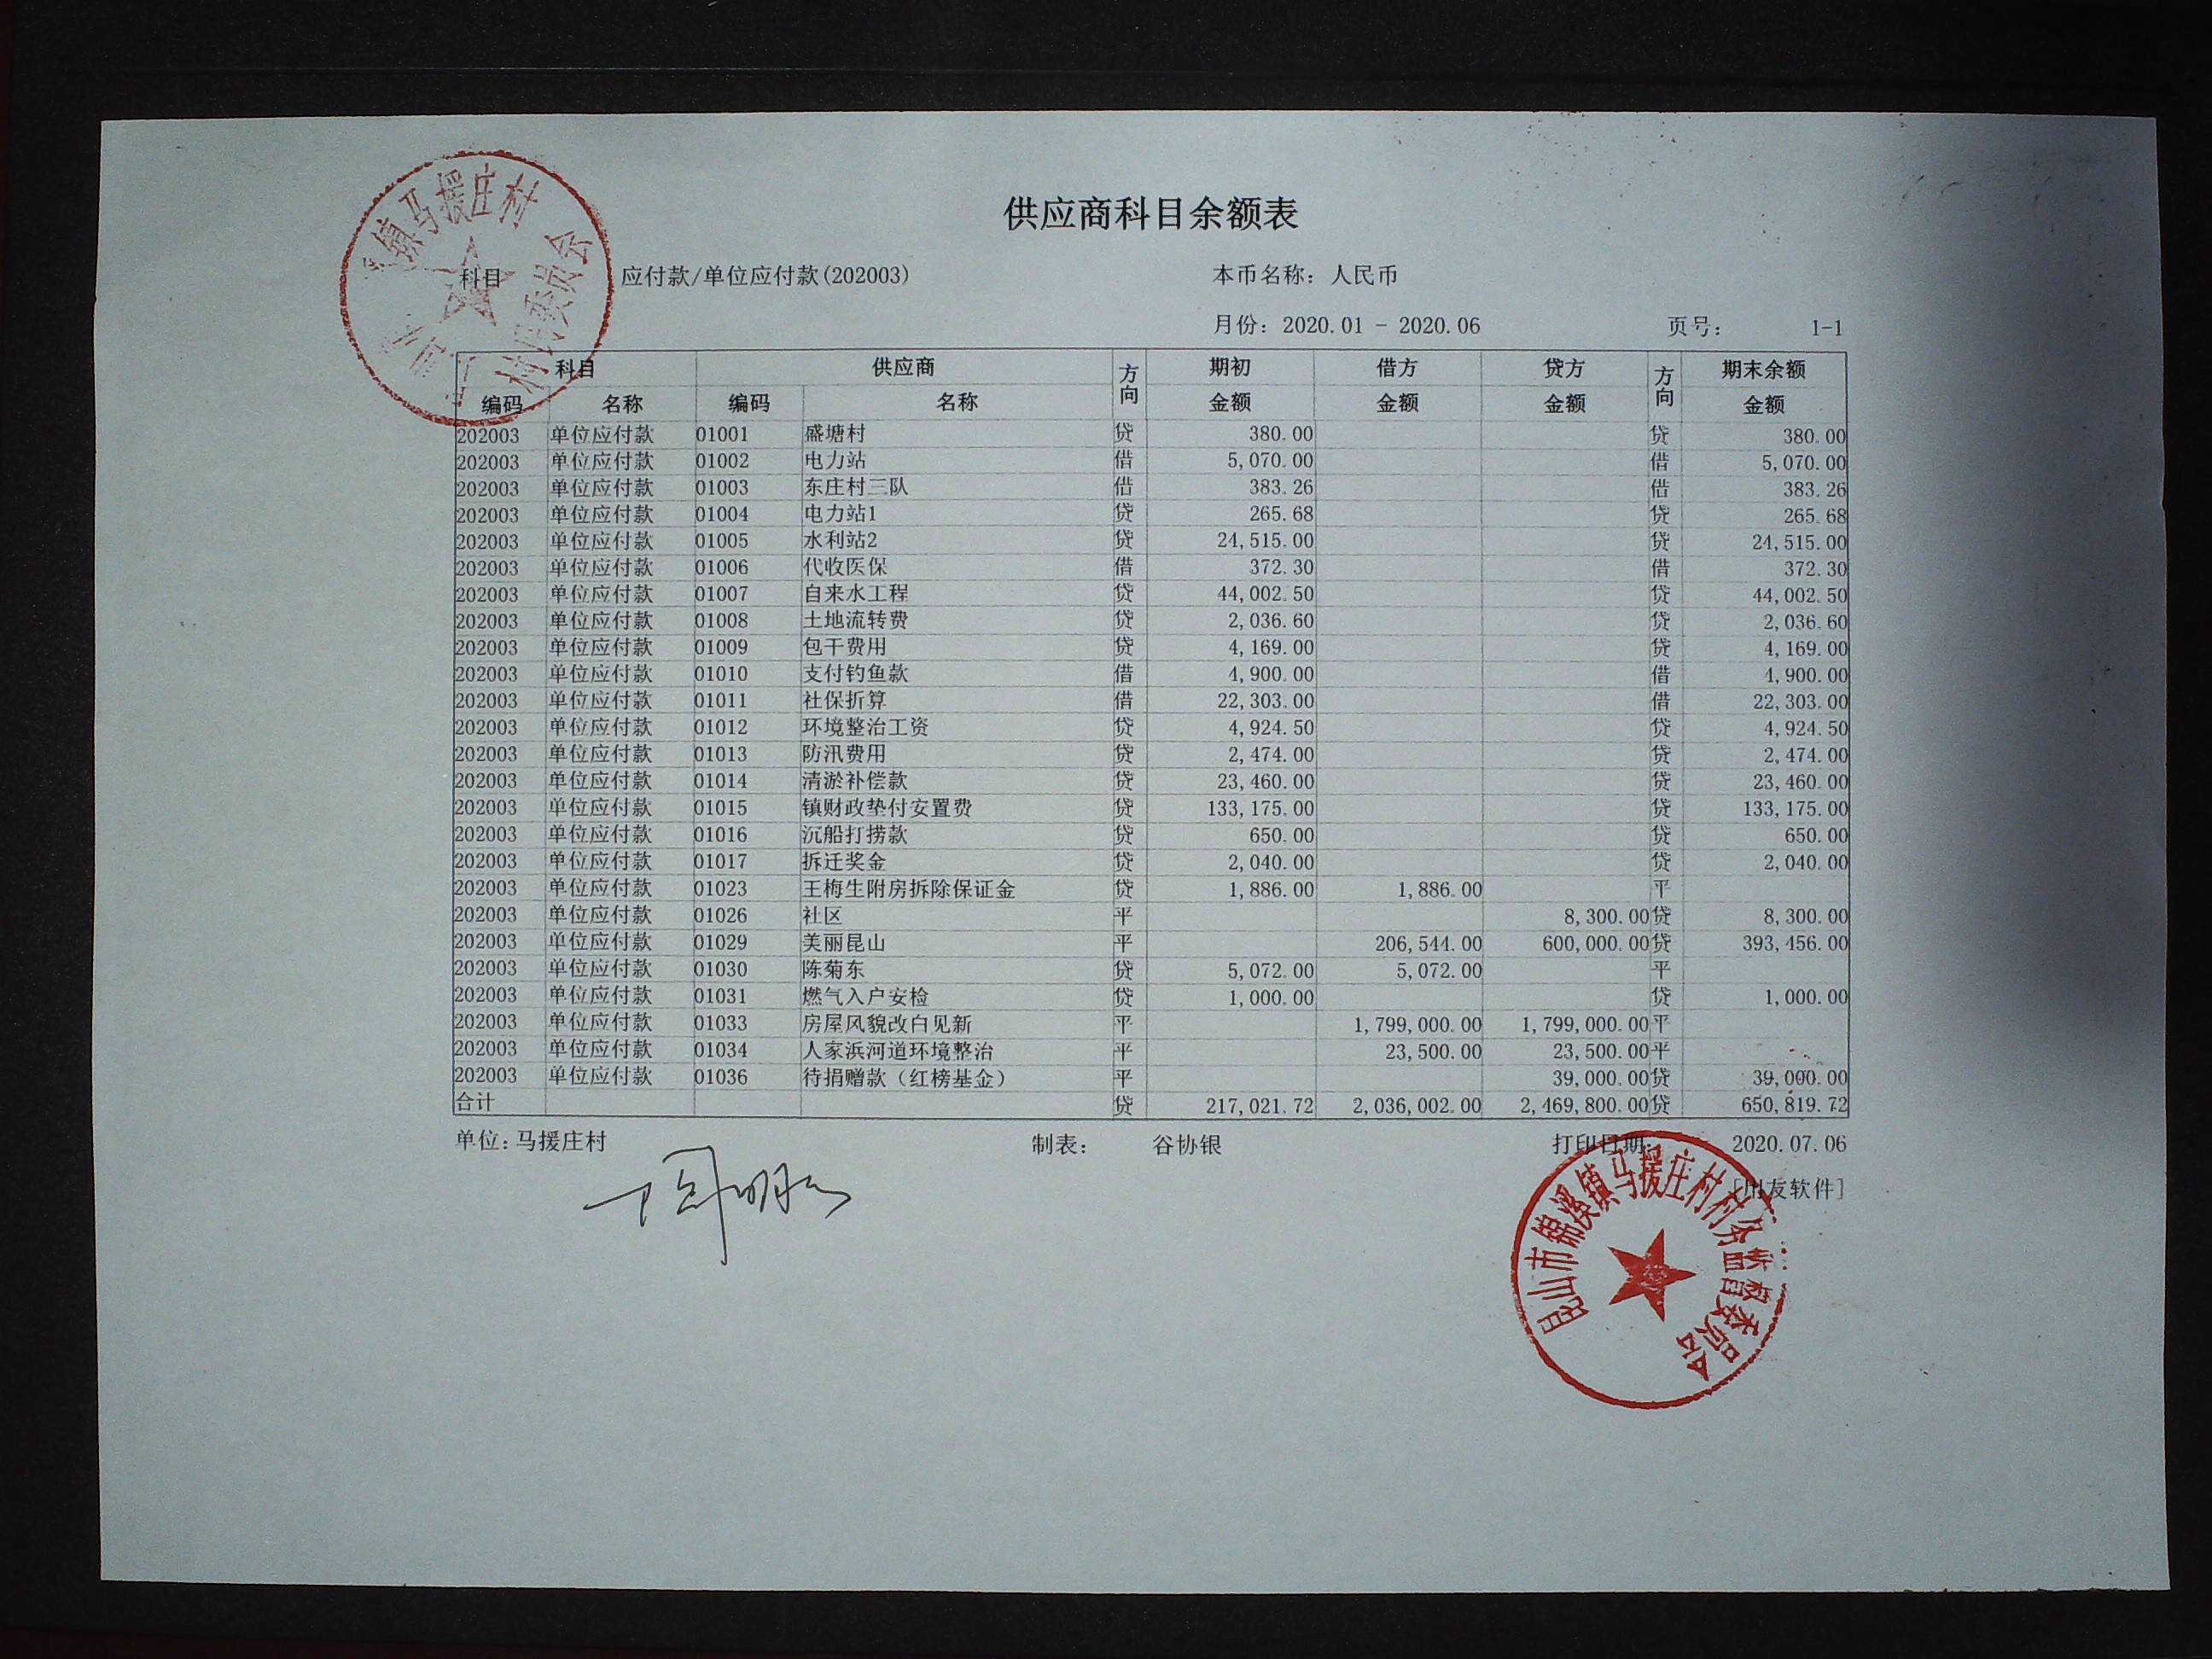 供应商科目余额表
科目 应付款/单位应付款(202003) 本币名称：人民币
月份：2020.01 - 2020.06 页号： 1-1
科目 供应商 方向 期初 借方 贷方 方向 期末余额
编码 名称 编码 名称 金额 金额 金额 金额
202003 单位应付款 01001 盛塘村 贷 380.00 贷 380.00
202003 单位应付款 01002 电力站 借 5,070.00 借 5,070.00
202003 单位应付款 01003 东庄村三队 借 383.26 借 383.26
202003 单位应付款 01004 电力站1 贷 265.68 贷 265.68
202003 单位应付款 01005 水利站2 贷 24,515.00 贷 24,515.00
202003 单位应付款 01006 代收医保 借 372.30 借 372.30
202003 单位应付款 01007 自来水工程 贷 44,002.50 贷 44,002.50
202003 单位应付款 01008 土地流转费 贷 2,036.60 贷 2,036.60
202003 单位应付款 01009 包干费用 贷 4,169.00 贷 4,169.00
202003 单位应付款 01010 支付钓鱼款 借 4,900.00 借 4,900.00
202003 单位应付款 01011 社保折算 借 22,303.00 借 22,303.00
202003 单位应付款 01012 环境整治工资 贷 4,924.50 贷 4,924.50
202003 单位应付款 01013 防汛费用 贷 2,474.00 贷 2,474.00
202003 单位应付款 01014 清淤补偿款 贷 23,460.00 贷 23,460.00
202003 单位应付款 01015 镇财政垫付安置费 贷 133,175.00 贷 133,175.00
202003 单位应付款 01016 沉船打捞款 贷 650.00 贷 650.00
202003 单位应付款 01017 拆迁奖金 贷 2,040.00 贷 2,040.00
202003 单位应付款 01023 王梅生附房拆除保证金 贷 1,886.00 1,886.00 平
202003 单位应付款 01026 社区 平 8,300.00 贷 8,300.00
202003 单位应付款 01029 美丽昆山 平 206,544.00 600,000.00 贷 393,456.00
202003 单位应付款 01030 陈菊东 贷 5,072.00 5,072.00 平
202003 单位应付款 01031 燃气入户安检 贷 1,000.00 贷 1,000.00
202003 单位应付款 01033 房屋风貌改白见新 平 1,799,000.00 1,799,000.00 平
202003 单位应付款 01034 人家浜河道环境整治 平 23,500.00 23,500.00 平
202003 单位应付款 01036 待捐赠款（红榜基金） 平 39,000.00 贷 39,000.00
合计 贷 217,021.72 2,036,002.00 2,469,800.00 贷 650,819.72
单位：马援庄村 制表： 谷协银 打印日期： 2020.07.06
[用友软件]
镇马援庄村 村民委员会
昆山市锦溪镇马援庄村村务监督委员会